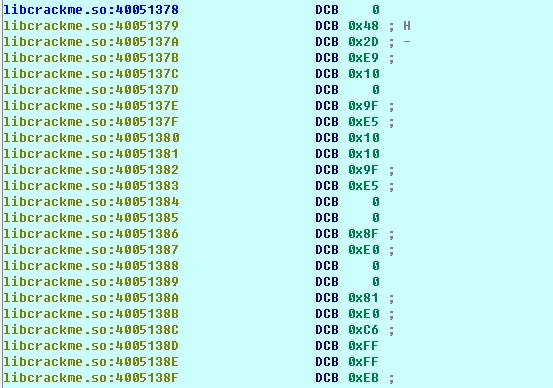 libcrackme.so:40051378 DCB 0
libcrackme.so:40051379 DCB 0x48 ; H
libcrackme.so:4005137A DCB 0x2D ; -
libcrackme.so:4005137B DCB 0xE9 ;
libcrackme.so:4005137C DCB 0x10
libcrackme.so:4005137D DCB 0
libcrackme.so:4005137E DCB 0x9F ;
libcrackme.so:4005137F DCB 0xE5 ;
libcrackme.so:40051380 DCB 0x10
libcrackme.so:40051381 DCB 0x10
libcrackme.so:40051382 DCB 0x9F ;
libcrackme.so:40051383 DCB 0xE5 ;
libcrackme.so:40051384 DCB 0
libcrackme.so:40051385 DCB 0
libcrackme.so:40051386 DCB 0x8F ;
libcrackme.so:40051387 DCB 0xE0 ;
libcrackme.so:40051388 DCB 0
libcrackme.so:40051389 DCB 0
libcrackme.so:4005138A DCB 0x81 ;
libcrackme.so:4005138B DCB 0xE0 ;
libcrackme.so:4005138C DCB 0xC6 ;
libcrackme.so:4005138D DCB 0xFF
libcrackme.so:4005138E DCB 0xFF
libcrackme.so:4005138F DCB 0xEB ;